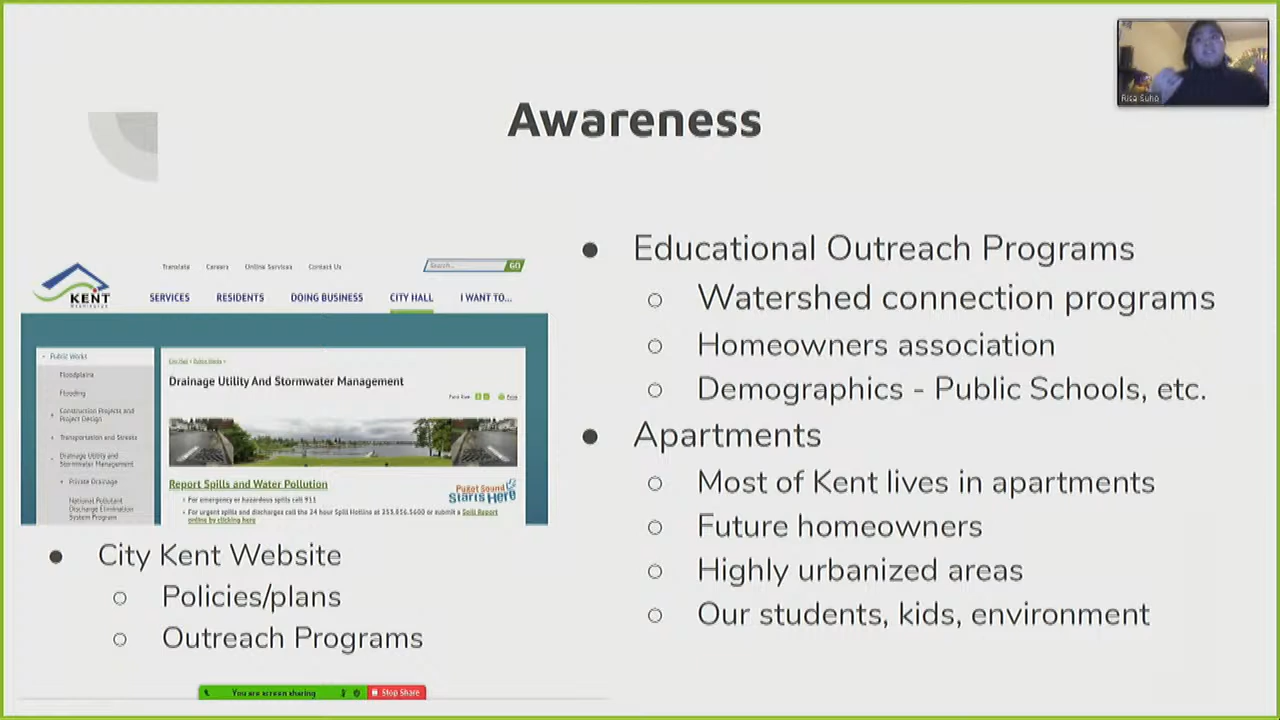 Rica Suho
Awareness
Translate Careers Online Services Contact Us
Search... GO
KENT
WASHINGTON
SERVICES RESIDENTS DOING BUSINESS CITY HALL I WANT TO...
Public Works
Floodplains
Flooding
Construction Projects and
Project Design
Transportation and Streets
Drainage Utility and
Stormwater Management
Private Drainage
National Pollutant
Discharge Elimination
System Program
City Hall » Public Works »
Drainage Utility And Stormwater Management
Font Size: Print
Report Spills and Water Pollution
• For emergency or hazardous spills call 911
• For urgent spills and discharges call the 24 hour Spill Hotline at 253.856.5600 or submit a Spill Report
online by clicking here
Puget Sound
Starts Here
● City Kent Website
○ Policies/plans
○ Outreach Programs
● Educational Outreach Programs
○ Watershed connection programs
○ Homeowners association
○ Demographics - Public Schools, etc.
● Apartments
○ Most of Kent lives in apartments
○ Future homeowners
○ Highly urbanized areas
○ Our students, kids, environment
You are screen sharing Stop Share